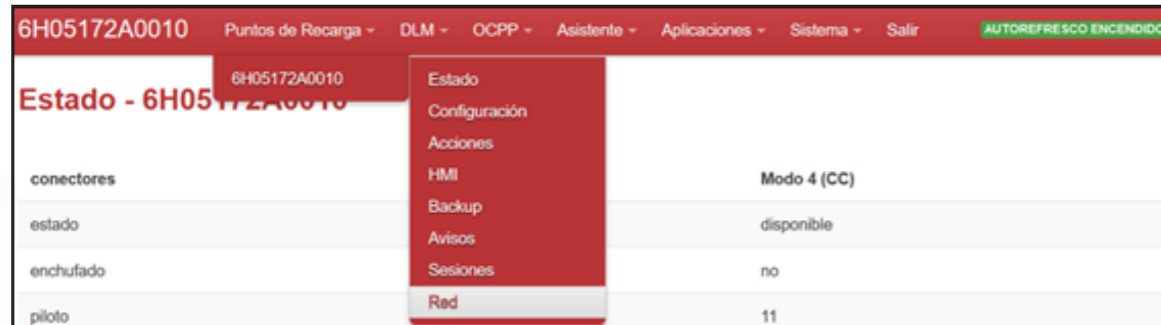 6H05172A0010 Puntos de Recarga DLM OCPP Asistente Aplicaciones Sistema Salir AUTOREFRESCO ENCENDIDO
6H05172A0010
Estado
Configuración
Acciones
HMI
Backup
Avisos
Sesiones
Red
Estado - 6H05172A0010
conectores Modo 4 (CC)
estado disponible
enchufado no
piloto 11